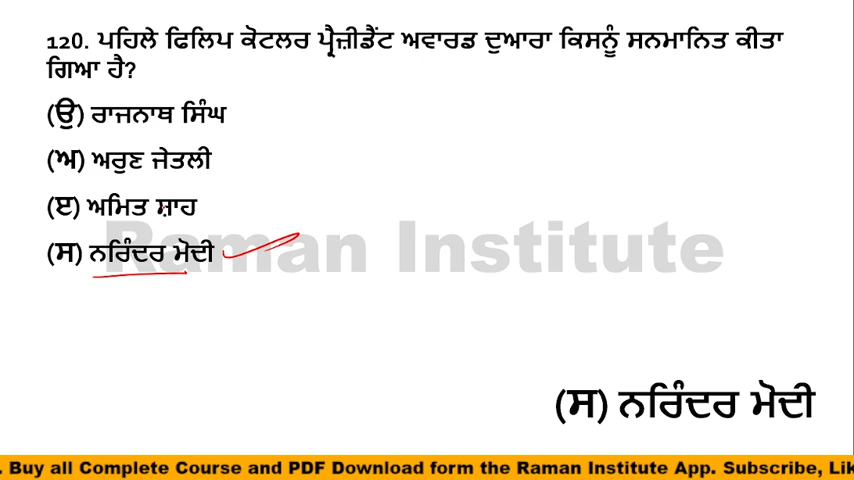 120. ਪਹਿਲੇ ਫਿਲਿਪ ਕੋਟਲਰ ਪ੍ਰੈਜ਼ੀਡੈਂਟ ਅਵਾਰਡ ਦੁਆਰਾ ਕਿਸਨੂੰ ਸਨਮਾਨਿਤ ਕੀਤਾ
ਗਿਆ ਹੈ?
(ਉ) ਰਾਜਨਾਥ ਸਿੰਘ
(ਅ) ਅਰੁਣ ਜੇਤਲੀ
(ੲ) ਅਮਿਤ ਸ਼ਾਹ
(ਸ) ਨਰਿੰਦਰ ਮੋਦੀ
Raman Institute
(ਸ) ਨਰਿੰਦਰ ਮੋਦੀ
. Buy all Complete Course and PDF Download form the Raman Institute App. Subscribe, Lik